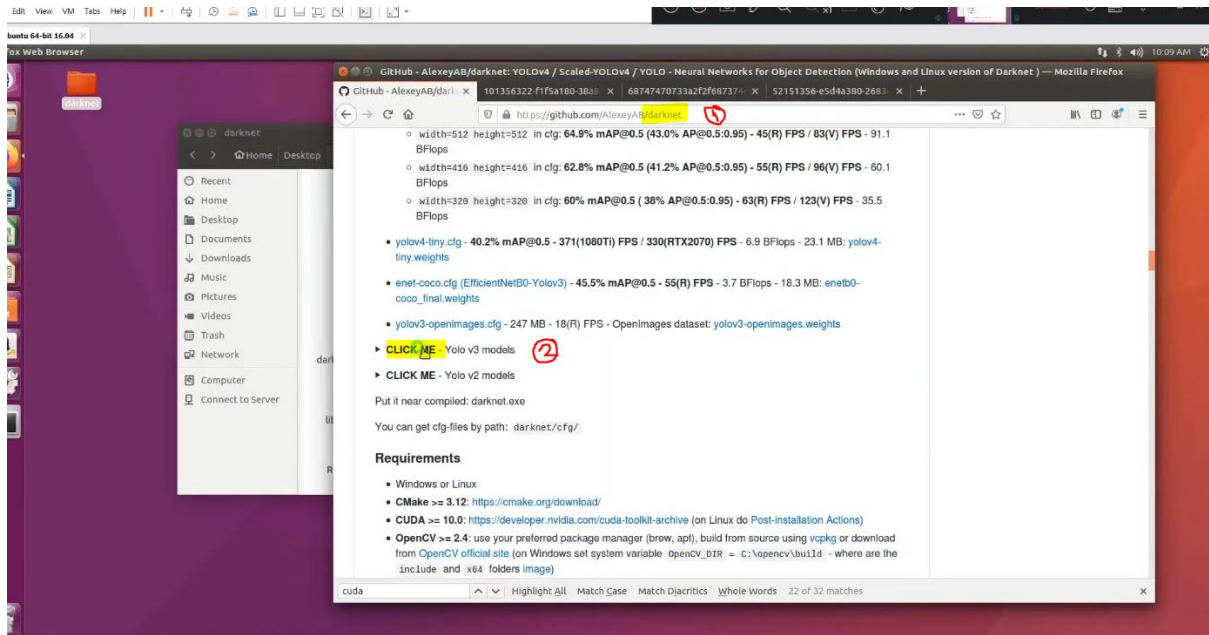 Edit View VM Tabs Help
buntu 64-bit 16.04
fox Web Browser
10:09 AM
darknet
darknet
Home Desktop
Recent
Home
Desktop
Documents
Downloads
Music
Pictures
Videos
Trash
Network
Computer
Connect to Server
GitHub - AlexeyAB/darknet: YOLOv4 / Scaled-YOLOv4 / YOLO - Neural Networks for Object Detection (Windows and Linux version of Darknet ) — Mozilla Firefox
GitHub - AlexeyAB/dark
https://github.com/AlexeyAB/darknet 1
width=512 height=512 in cfg: 64.9% mAP@0.5 (43.0% AP@0.5:0.95) - 45(R) FPS / 83(V) FPS - 91.1
BFlops
width=416 height=416 in cfg: 62.8% mAP@0.5 (41.2% AP@0.5:0.95) - 55(R) FPS / 96(V) FPS - 60.1
BFlops
width=320 height=320 in cfg: 60% mAP@0.5 ( 38% AP@0.5:0.95) - 63(R) FPS / 123(V) FPS - 35.5
BFlops
yolov4-tiny.cfg - 40.2% mAP@0.5 - 371(1080Ti) FPS / 330(RTX2070) FPS - 6.9 BFlops - 23.1 MB: yolov4-
tiny.weights
enet-coco.cfg (EfficientNetB0-Yolov3) - 45.5% mAP@0.5 - 55(R) FPS - 3.7 BFlops - 18.3 MB: enetb0-
coco_final.weights
yolov3-openimages.cfg - 247 MB - 18(R) FPS - OpenImages dataset: yolov3-openimages.weights
CLICK ME - Yolo v3 models 2
CLICK ME - Yolo v2 models
Put it near compiled: darknet.exe
You can get cfg-files by path: darknet/cfg/
Requirements
Windows or Linux
CMake >= 3.12: https://cmake.org/download/
CUDA >= 10.0: https://developer.nvidia.com/cuda-toolkit-archive (on Linux do Post-installation Actions)
OpenCV >= 2.4: use your preferred package manager (brew, apt), build from source using vcpkg or download
from OpenCV official site (on Windows set system variable OpenCV_DIR = C:\opencv\build - where are the
include and x64 folders image)
cuda Highlight All Match Case Match Diacritics Whole Words 22 of 32 matches